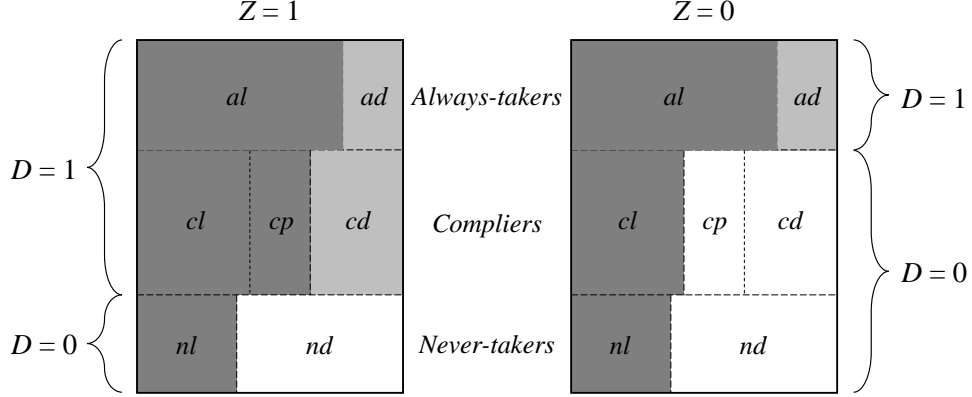 Z = 1
Z = 0
al
ad
Always-takers
al
ad
D = 1
D = 1
cl
cp
cd
Compliers
cl
cp
cd
D = 0
D = 0
nl
nd
Never-takers
nl
nd